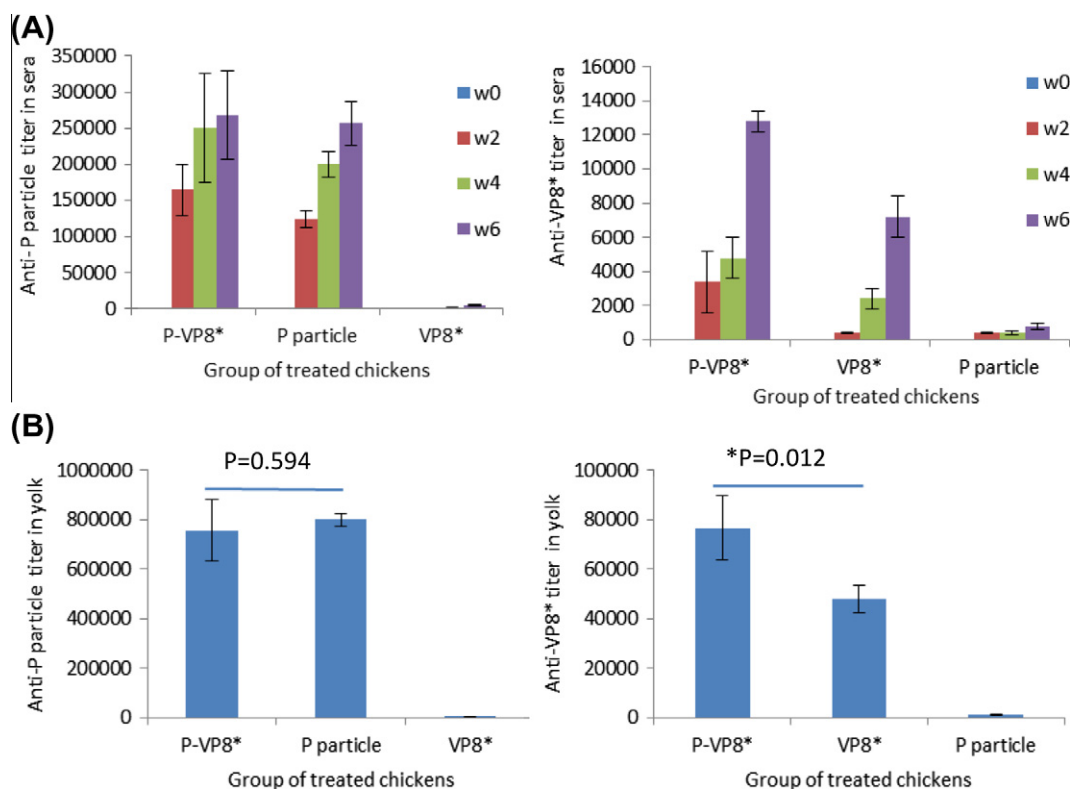 (A)
Anti- P particle titer in sera
350000
300000
250000
200000
150000
100000
50000
0
P-VP8*
P particle
VP8*
Group of treated chickens
w0
w2
w4
w6
Anti-VP8* titer in sera
16000
14000
12000
10000
8000
6000
4000
2000
0
P-VP8*
VP8*
P particle
Group of treated chickens
w0
w2
w4
w6
(B)
Anti-P particle titer in yolk
1000000
800000
600000
400000
200000
0
P=0.594
P-VP8*
P particle
VP8*
Group of treated chickens
Anti-VP8* titer in yolk
100000
80000
60000
40000
20000
0
*P=0.012
P-VP8*
VP8*
P particle
Group of treated chickens